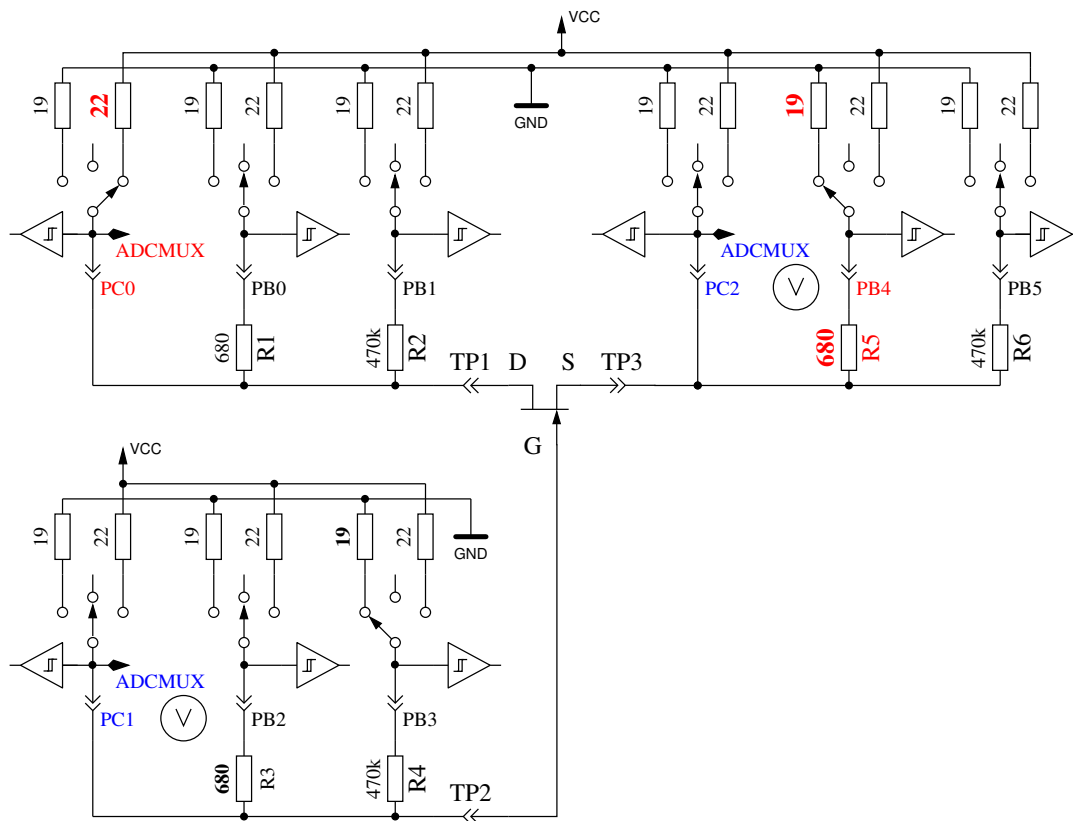 VCC
19
22
19
22
19
22
GND
19
22
19
22
19
22
ADCMUX
ADCMUX
PC0
PB0
PB1
PC2
V
PB4
PB5
680
R1
470k
R2
680
R5
470k
R6
TP1
D
S
TP3
G
VCC
19
22
19
22
19
22
GND
ADCMUX
PC1
V
PB2
PB3
680
R3
470k
R4
TP2